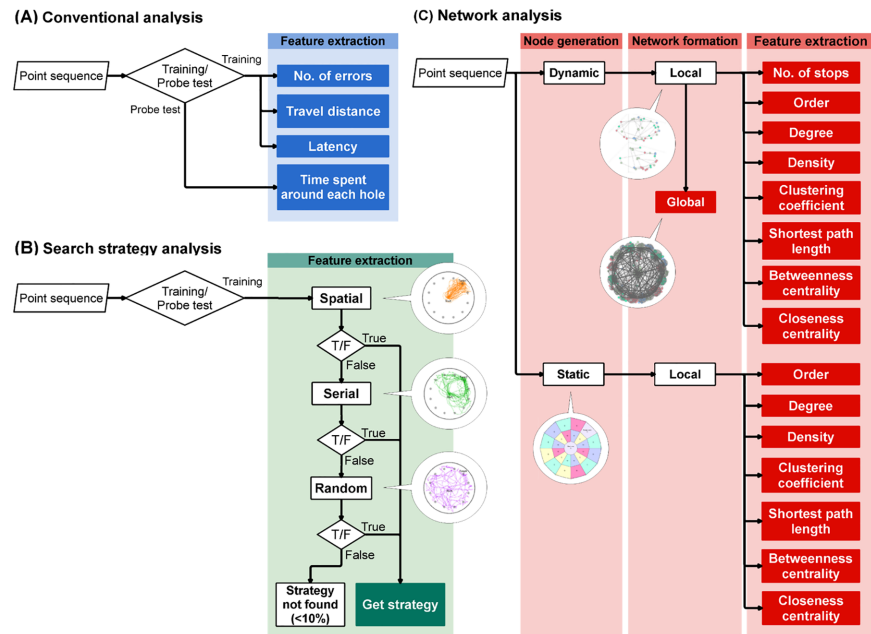 (A) Conventional analysis
Feature extraction
Point sequence
Training/
Probe test
Training
Probe test
No. of errors
Travel distance
Latency
Time spent
around each hole
(B) Search strategy analysis
Feature extraction
Point sequence
Training/
Probe test
Training
Spatial
T/F
True
False
Serial
T/F
True
False
Random
T/F
True
False
Strategy
not found
(<10%)
Get strategy
(C) Network analysis
Node generation
Network formation
Feature extraction
Point sequence
Dynamic
Local
Global
No. of stops
Order
Degree
Density
Clustering
coefficient
Shortest path
length
Betweenness
centrality
Closeness
centrality
Static
Local
Order
Degree
Density
Clustering
coefficient
Shortest path
length
Betweenness
centrality
Closeness
centrality